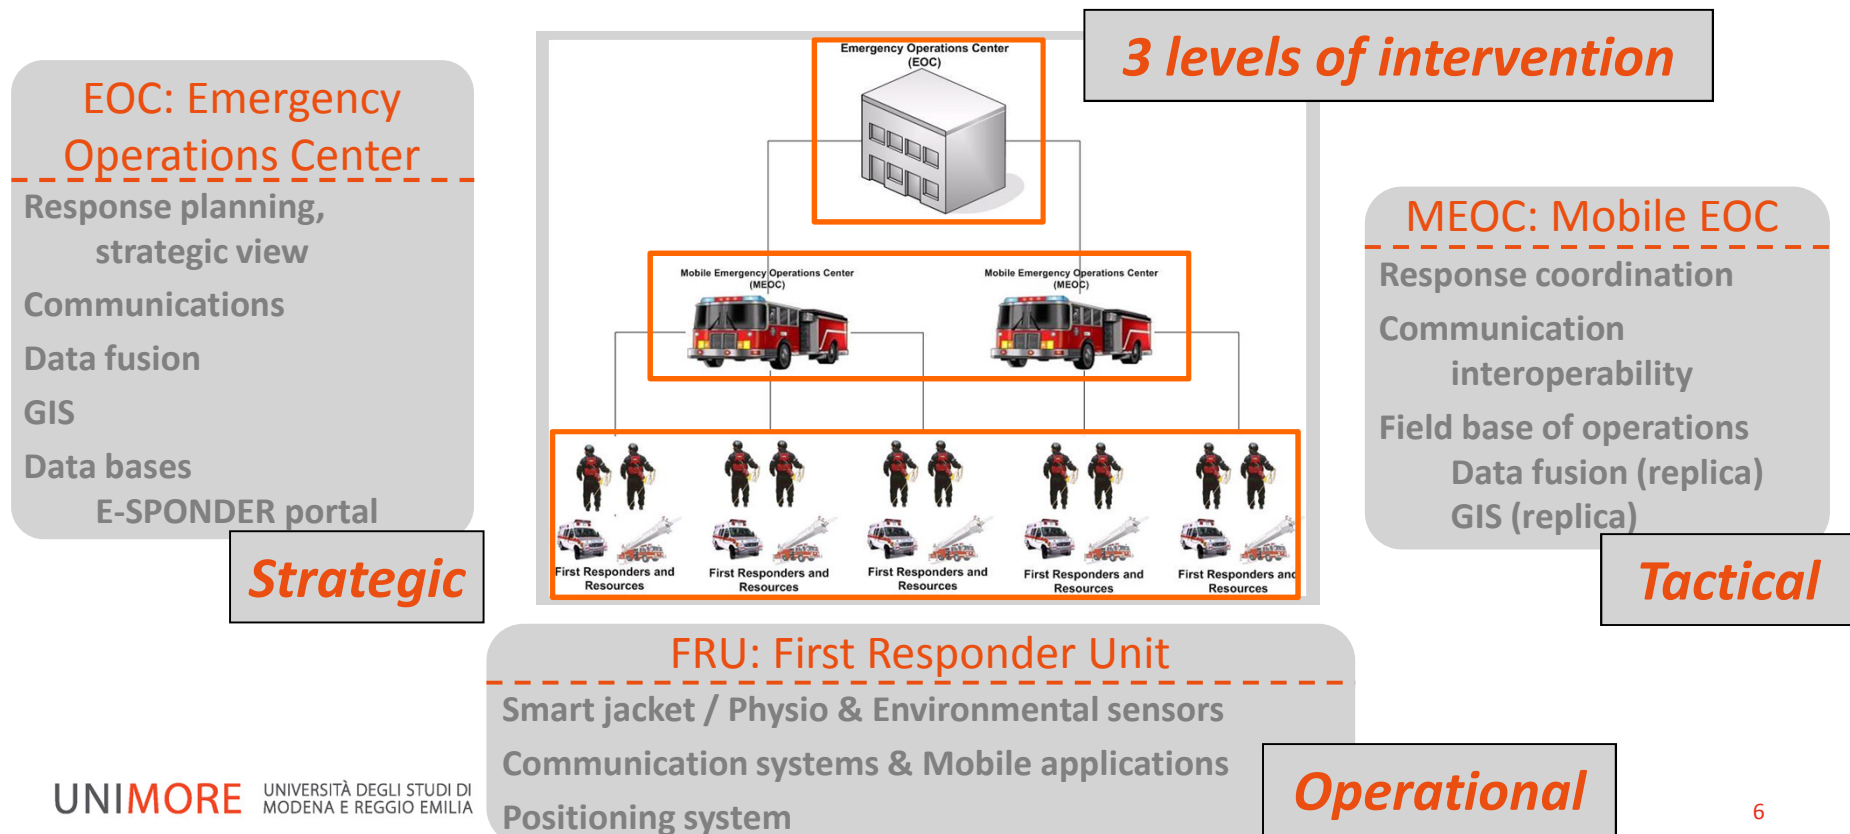 3 levels of intervention
EOC: Emergency
Operations Center
Response planning,
strategic view
Communications
Data fusion
GIS
Data bases
E-SPONDER portal
Strategic
Emergency Operations Center
(EOC)
Mobile Emergency Operations Center
(MEOC)
Mobile Emergency Operations Center
(MEOC)
First Responders and
Resources
First Responders and
Resources
First Responders and
Resources
First Responders and
Resources
First Responders and
Resources
MEOC: Mobile EOC
Response coordination
Communication
interoperability
Field base of operations
Data fusion (replica)
GIS (replica)
Tactical
FRU: First Responder Unit
Smart jacket / Physio & Environmental sensors
Communication systems & Mobile applications
Positioning system
Operational
UNIMORE
UNIVERSITÀ DEGLI STUDI DI
MODENA E REGGIO EMILIA
6